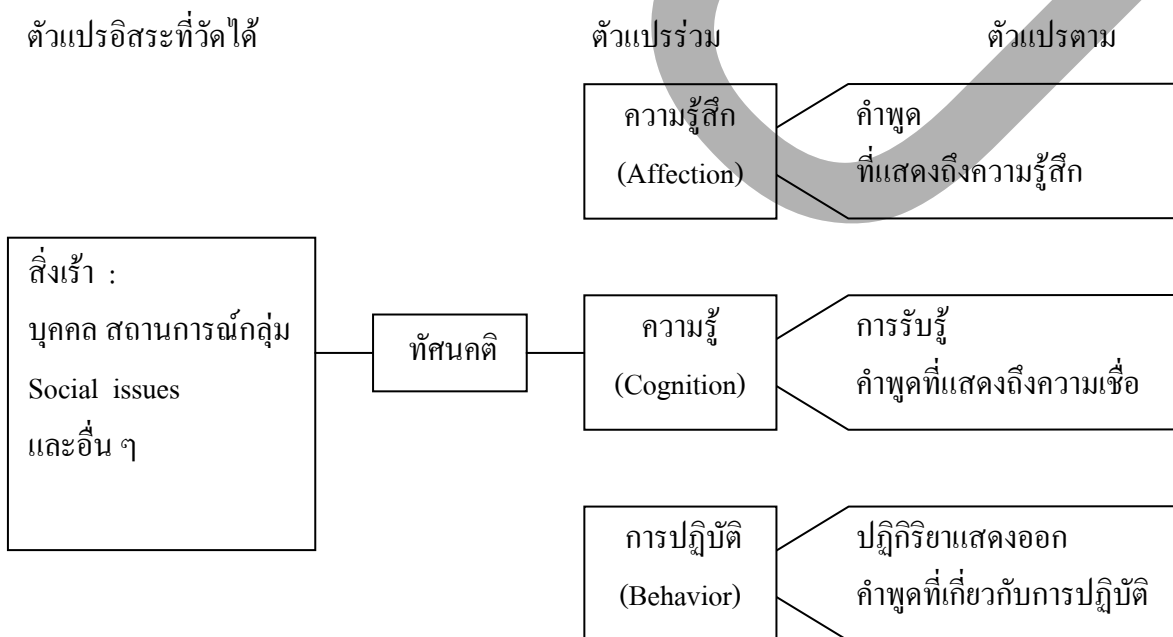 ตัวแปรอิสระที่วัดได้ ตัวแปรร่วม ตัวแปรตาม
ความรู้สึก
(Affection)
คำพูด
ที่แสดงถึงความรู้สึก
สิ่งเร้า :
บุคคล สถานการณ์กลุ่ม
Social issues
และอื่น ๆ
ทัศนคติ
ความรู้
(Cognition)
การรับรู้
คำพูดที่แสดงถึงความเชื่อ
การปฏิบัติ
(Behavior)
ปฏิกิริยาแสดงออก
คำพูดที่เกี่ยวกับการปฏิบัติ